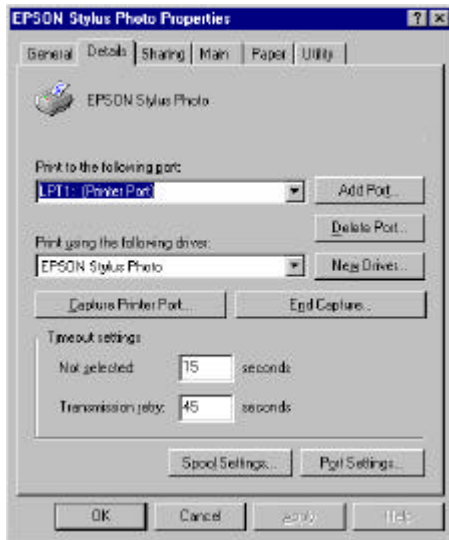 EPSON Stylus Photo Properties
General Details Sharing Main Paper Utility
EPSON Stylus Photo
Print to the following port:
LPT1: (Printer Port)
Add Port...
Delete Port...
Print using the following driver:
EPSON Stylus Photo
New Driver...
Capture Printer Port...
End Capture...
Timeout settings
Not selected: 15 seconds
Transmission retry: 45 seconds
Spool Settings...
Port Settings...
OK Cancel Apply Help